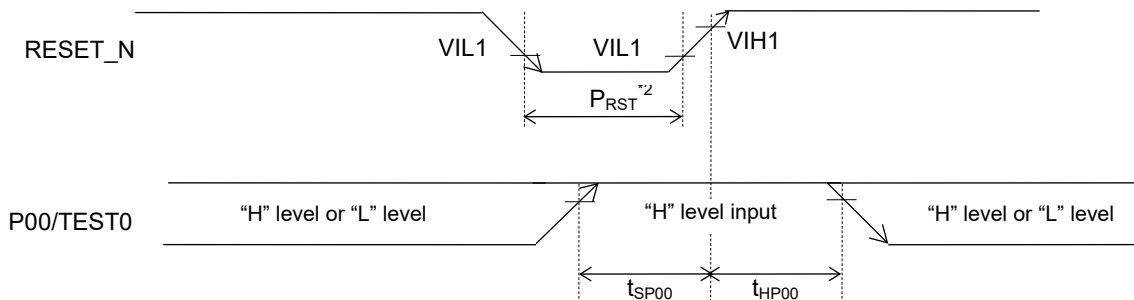 RESET_N
VIL1
VIL1
VIH1
PRST*2
P00/TEST0
“H” level or “L” level
“H” level input
“H” level or “L” level
tSP00
tHP00